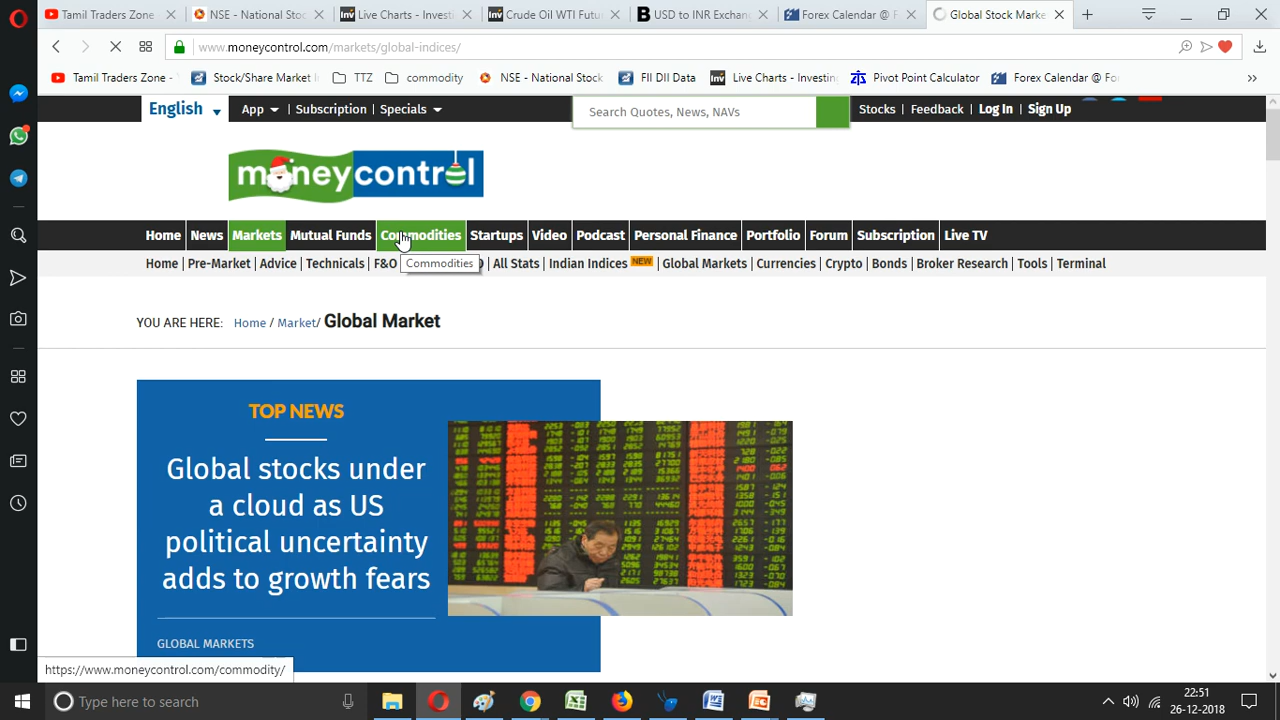 Tamil Traders Zone
NSE - National Stoc
Live Charts - Investi
Crude Oil WTI Futu
USD to INR Exchan
Forex Calendar @ F
Global Stock Marke
www.moneycontrol.com/markets/global-indices/
Tamil Traders Zone -
Stock/Share Market
TTZ
commodity
NSE - National Stock
FII DII Data
Live Charts - Investin
Pivot Point Calculator
Forex Calendar @ Fo
English
App
Subscription
Specials
Search Quotes, News, NAVs
Stocks
Feedback
Log In
Sign Up
moneycontrol
Home
News
Markets
Mutual Funds
Commodities
Startups
Video
Podcast
Personal Finance
Portfolio
Forum
Subscription
Live TV
Home
Pre-Market
Advice
Technicals
F&O
Commodities
All Stats
Indian Indices NEW
Global Markets
Currencies
Crypto
Bonds
Broker Research
Tools
Terminal
YOU ARE HERE: Home / Market/ Global Market
TOP NEWS
Global stocks under
a cloud as US
political uncertainty
adds to growth fears
GLOBAL MARKETS
https://www.moneycontrol.com/commodity/
Type here to search
22:51
26-12-2018